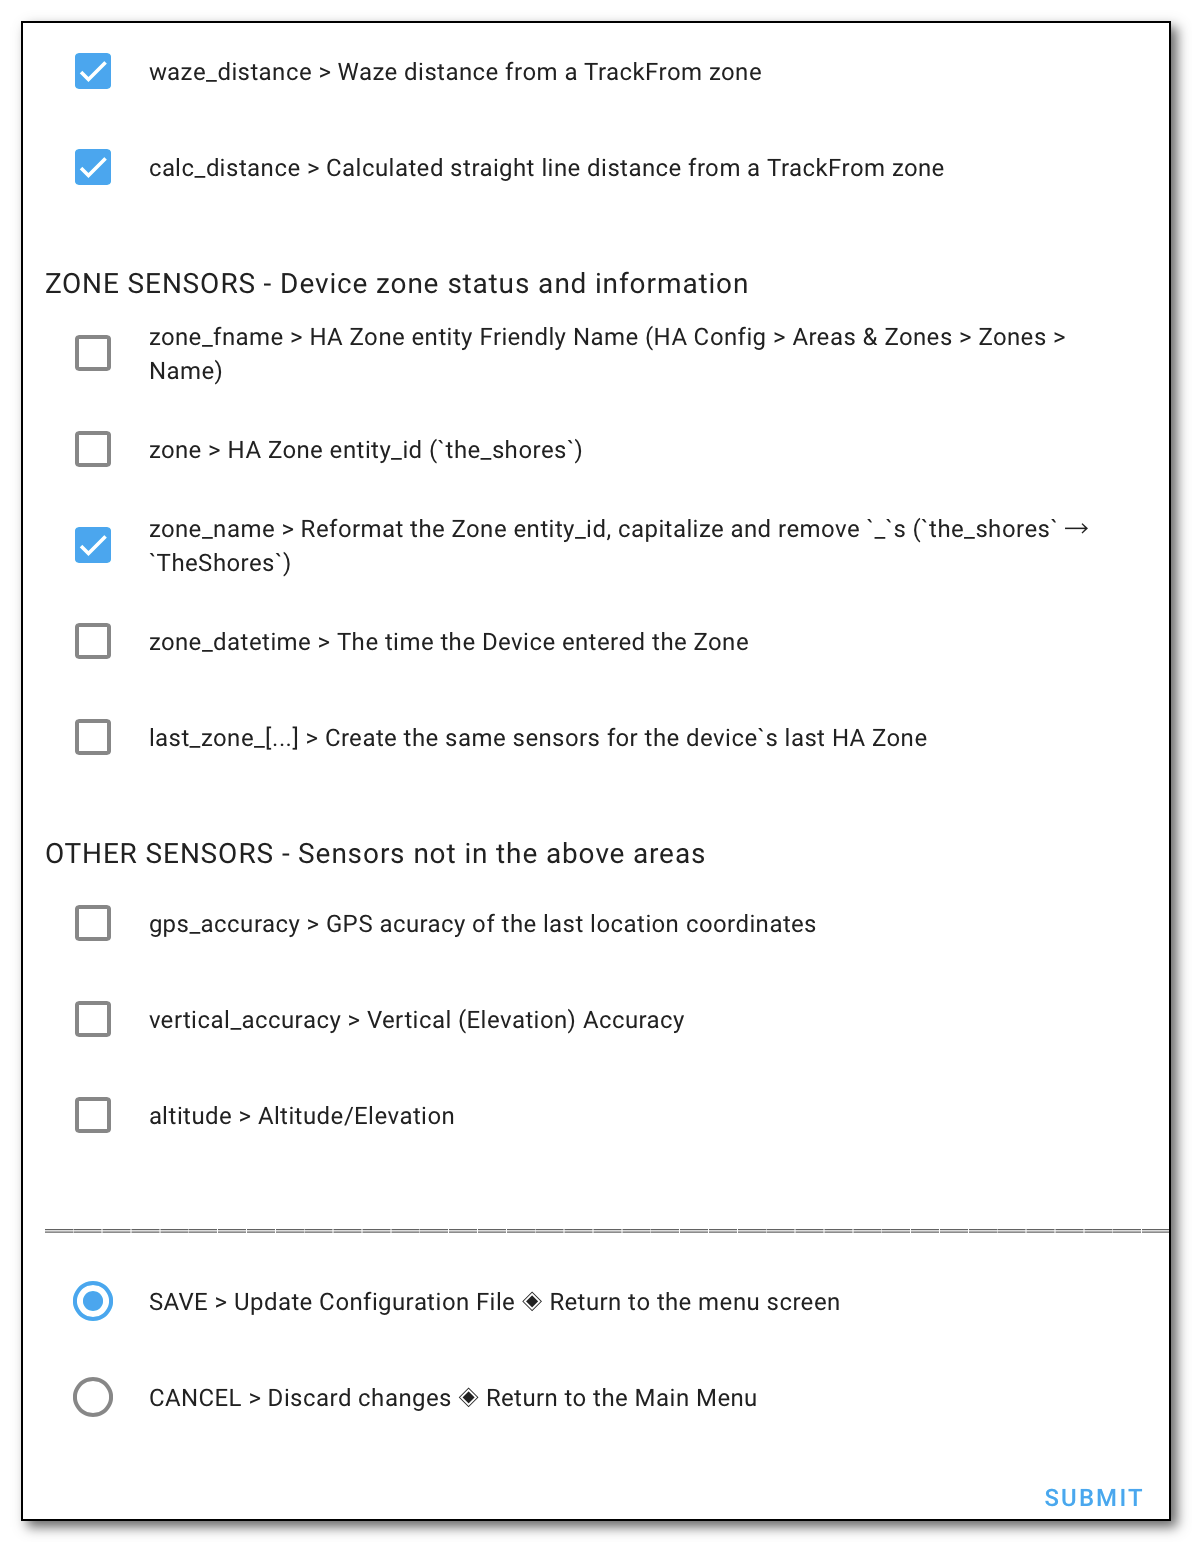 waze_distance > Waze distance from a TrackFrom zone
calc_distance > Calculated straight line distance from a TrackFrom zone
ZONE SENSORS - Device zone status and information
zone_fname > HA Zone entity Friendly Name (HA Config > Areas & Zones > Zones >
Name)
zone > HA Zone entity_id (`the_shores`)
zone_name > Reformat the Zone entity_id, capitalize and remove `_`s (`the_shores` →
`TheShores`)
zone_datetime > The time the Device entered the Zone
last_zone_[...] > Create the same sensors for the device`s last HA Zone
OTHER SENSORS - Sensors not in the above areas
gps_accuracy > GPS acuracy of the last location coordinates
vertical_accuracy > Vertical (Elevation) Accuracy
altitude > Altitude/Elevation
SAVE > Update Configuration File ◈ Return to the menu screen
CANCEL > Discard changes ◈ Return to the Main Menu
SUBMIT